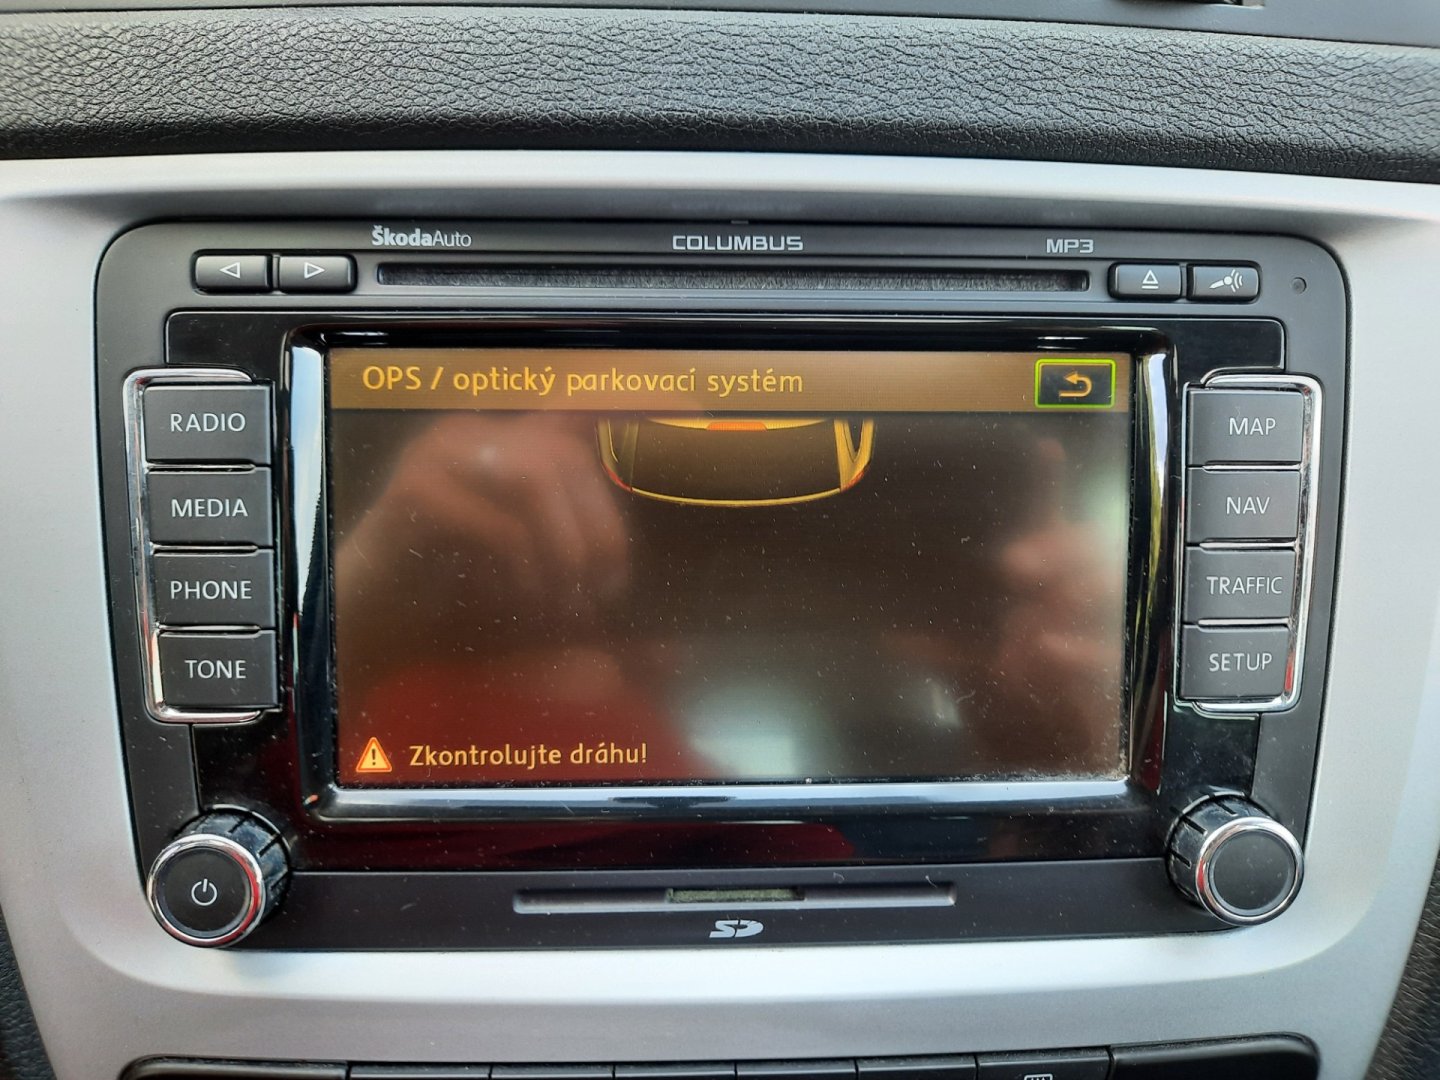 ŠkodaAuto COLUMBUS MP3
OPS / optický parkovací systém
RADIO
MEDIA
PHONE
TONE
MAP
NAV
TRAFFIC
SETUP
Zkontrolujte dráhu!
SD